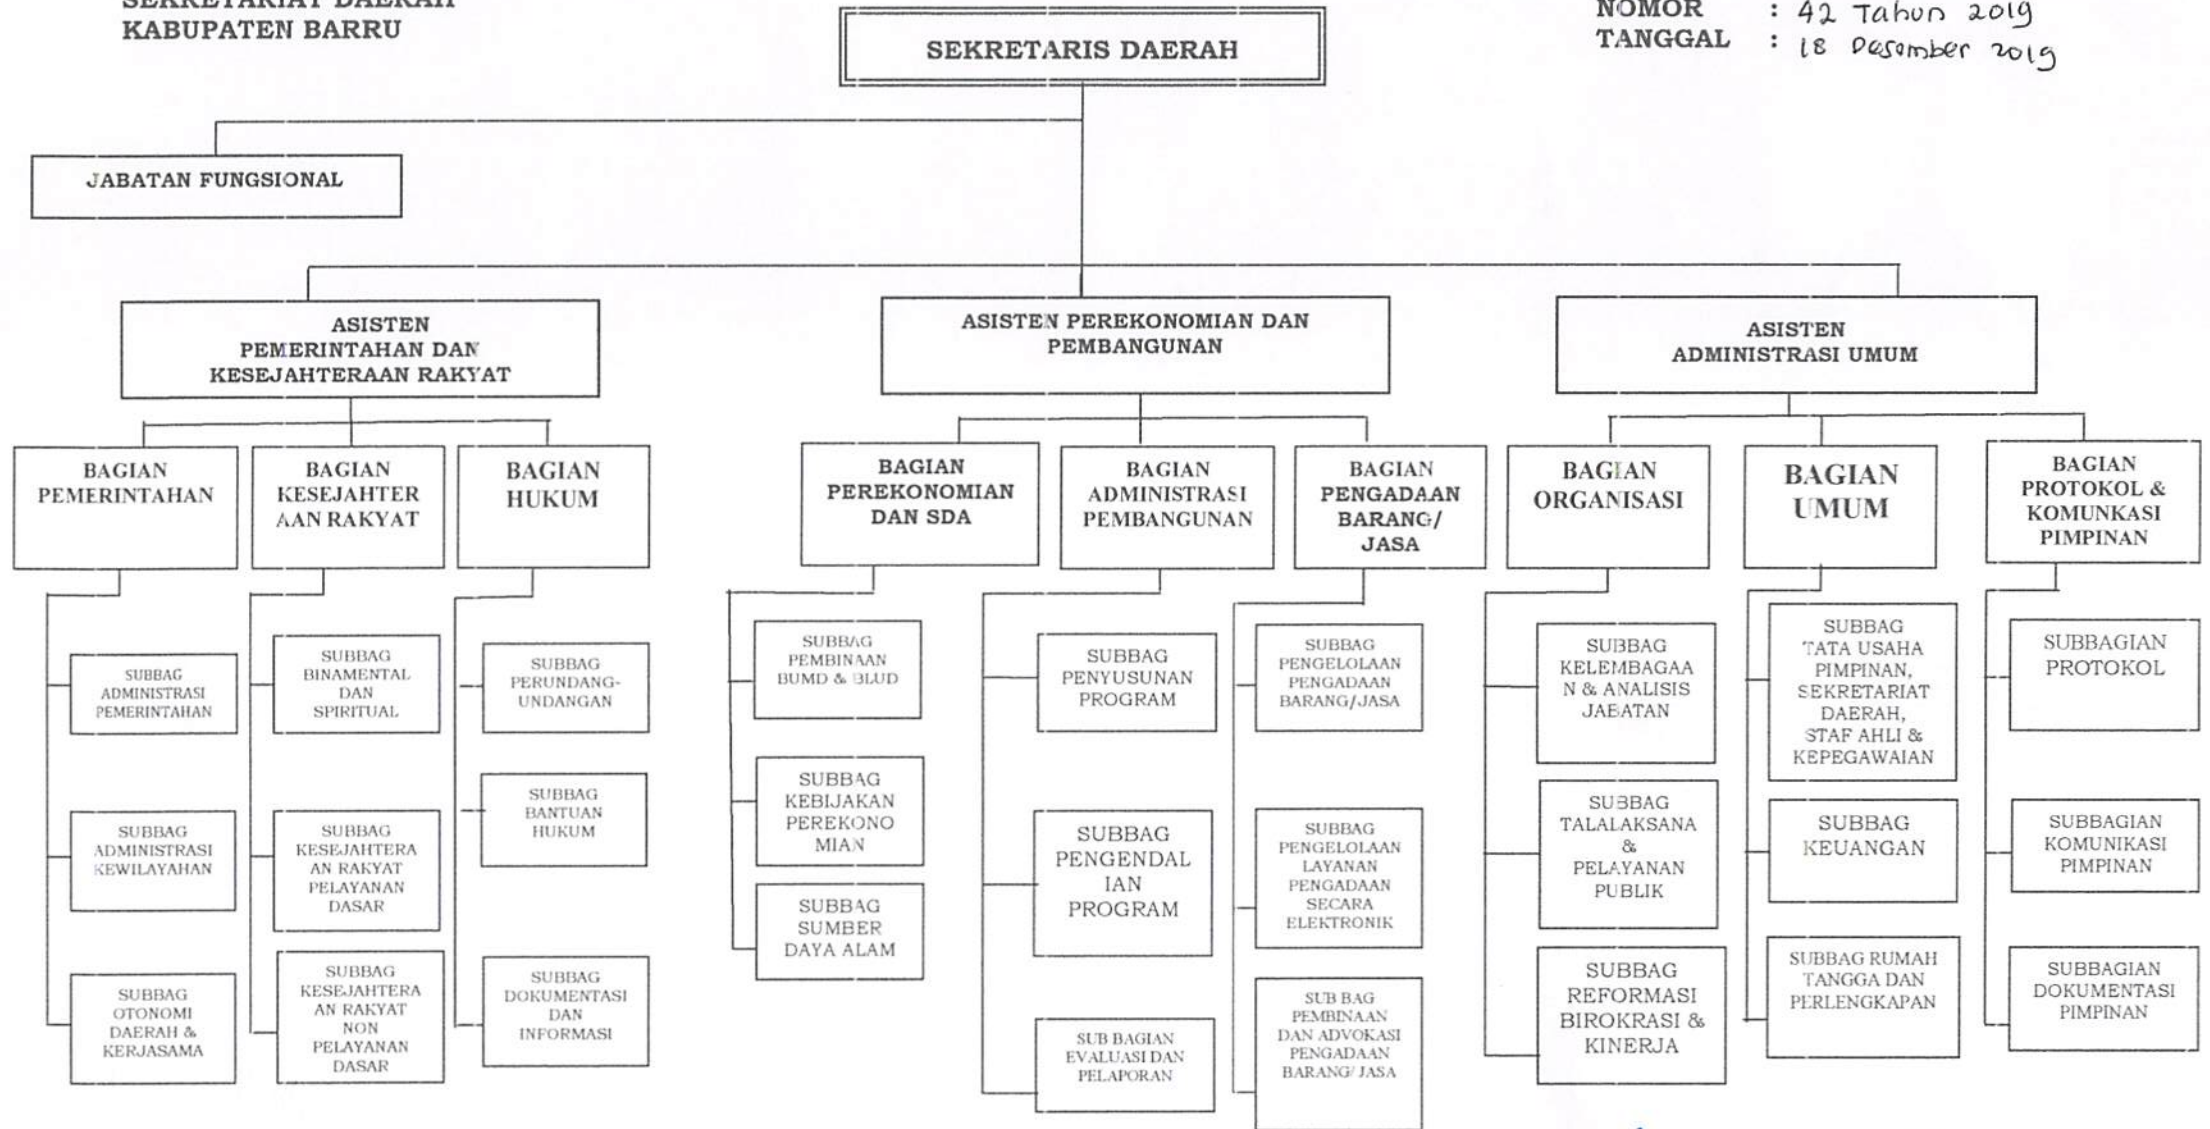 SEKRETARIAT DAERAH
KABUPATEN BARRU
NOMOR : 42 Tahun 2019
TANGGAL : 18 Desember 2019
SEKRETARIS DAERAH
JABATAN FUNGSIONAL
ASISTEN
PEMERINTAHAN DAN
KESEJAHTERAAN RAKYAT
ASISTEN PEREKONOMIAN DAN
PEMBANGUNAN
ASISTEN
ADMINISTRASI UMUM
BAGIAN
PEMERINTAHAN
BAGIAN
KESEJAHTER
AAN RAKYAT
BAGIAN
HUKUM
BAGIAN
PEREKONOMIAN
DAN SDA
BAGIAN
ADMINISTRASI
PEMBANGUNAN
BAGIAN
PENGADAAN
BARANG/
JASA
BAGIAN
ORGANISASI
BAGIAN
UMUM
BAGIAN
PROTOKOL &
KOMUNKASI
PIMPINAN
SUBBAG
ADMINISTRASI
PEMERINTAHAN
SUBBAG
ADMINISTRASI
KEWILAYAHAN
SUBBAG
OTONOMI
DAERAH &
KERJASAMA
SUBBAG
BINAMENTAL
DAN
SPIRITUAL
SUBBAG
KESEJAHTERA
AN RAKYAT
PELAYANAN
DASAR
SUBBAG
KESEJAHTERA
AN RAKYAT
NON
PELAYANAN
DASAR
SUBBAG
PERUNDANG-
UNDANGAN
SUBBAG
BANTUAN
HUKUM
SUBBAG
DOKUMENTASI
DAN
INFORMASI
SUBBAG
PEMBINAAN
BUMD & BLUD
SUBBAG
KEBIJAKAN
PEREKONO
MIAN
SUBBAG
SUMBER
DAYA ALAM
SUBBAG
PENYUSUNAN
PROGRAM
SUBBAG
PENGENDAL
IAN
PROGRAM
SUB BAGIAN
EVALUASI DAN
PELAPORAN
SUBBAG
PENGELOLAAN
PENGADAAN
BARANG/JASA
SUBBAG
PENGELOLAAN
LAYANAN
PENGADAAN
SECARA
ELEKTRONIK
SUB BAG
PEMBINAAN
DAN ADVOKASI
PENGADAAN
BARANG/JASA
SUBBAG
KELEMBAGAA
N & ANALISIS
JABATAN
SUBBAG
TALALAKSANA
&
PELAYANAN
PUBLIK
SUBBAG
REFORMASI
BIROKRASI &
KINERJA
SUBBAG
TATA USAHA
PIMPINAN,
SEKRETARIAT
DAERAH,
STAF AHLI &
KEPEGAWAIAN
SUBBAG
KEUANGAN
SUBBAG RUMAH
TANGGA DAN
PERLENGKAPAN
SUBBAGIAN
PROTOKOL
SUBBAGIAN
KOMUNIKASI
PIMPINAN
SUBBAGIAN
DOKUMENTASI
PIMPINAN